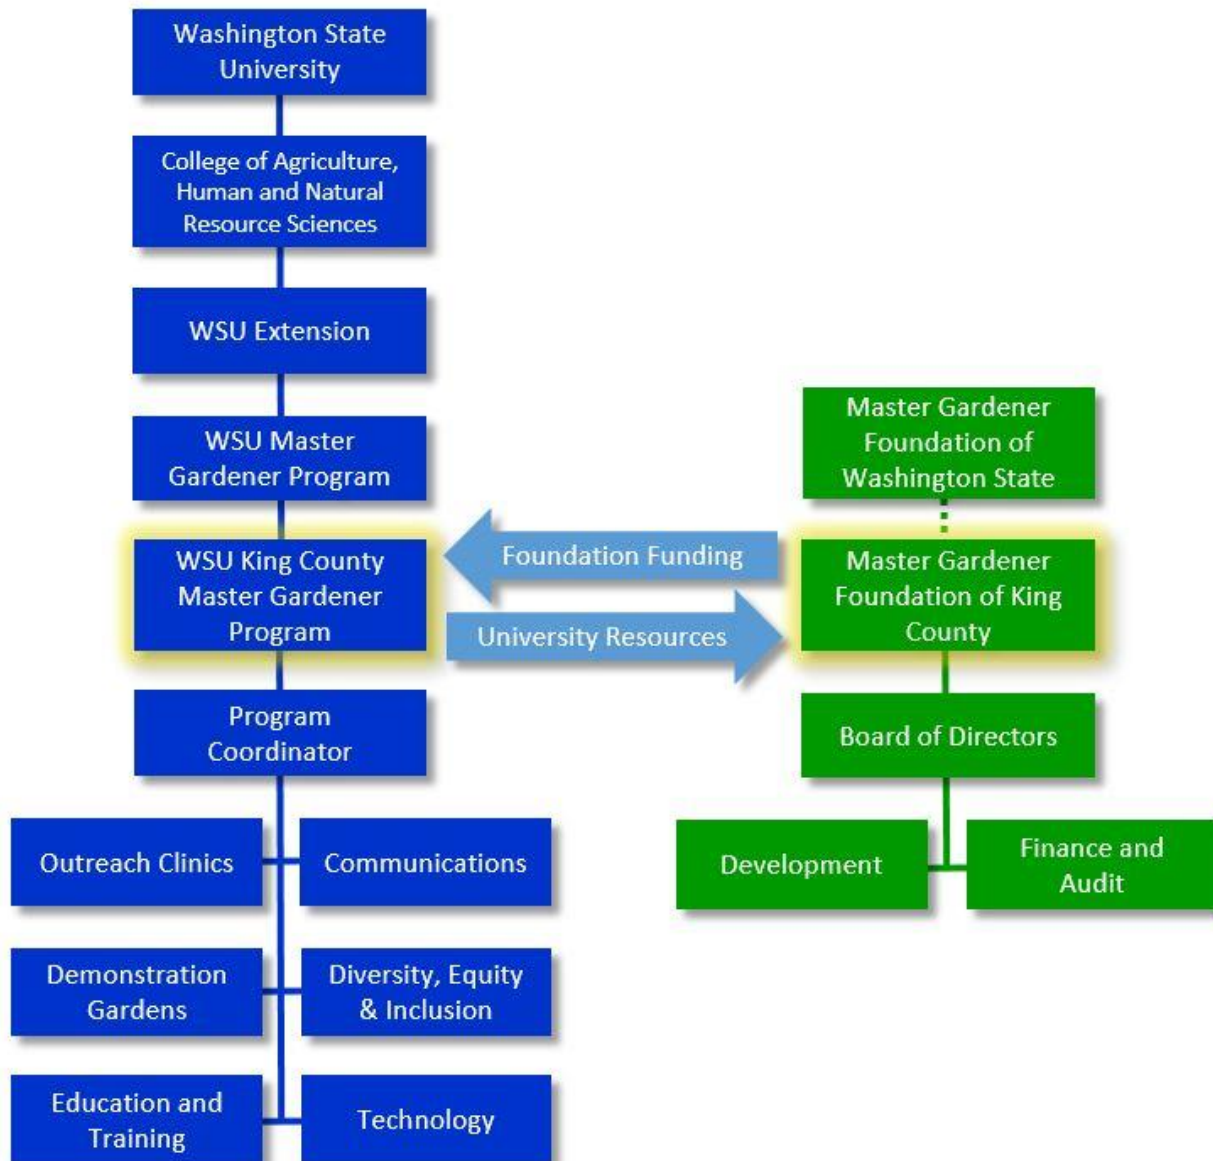 Washington State
University
College of Agriculture,
Human and Natural
Resource Sciences
WSU Extension
WSU Master
Gardener Program
Master Gardener
Foundation of
Washington State
WSU King County
Master Gardener
Program
Foundation Funding
University Resources
Master Gardener
Foundation of King
County
Program
Coordinator
Board of Directors
Outreach Clinics
Communications
Development
Finance and
Audit
Demonstration
Gardens
Diversity, Equity
& Inclusion
Education and
Training
Technology